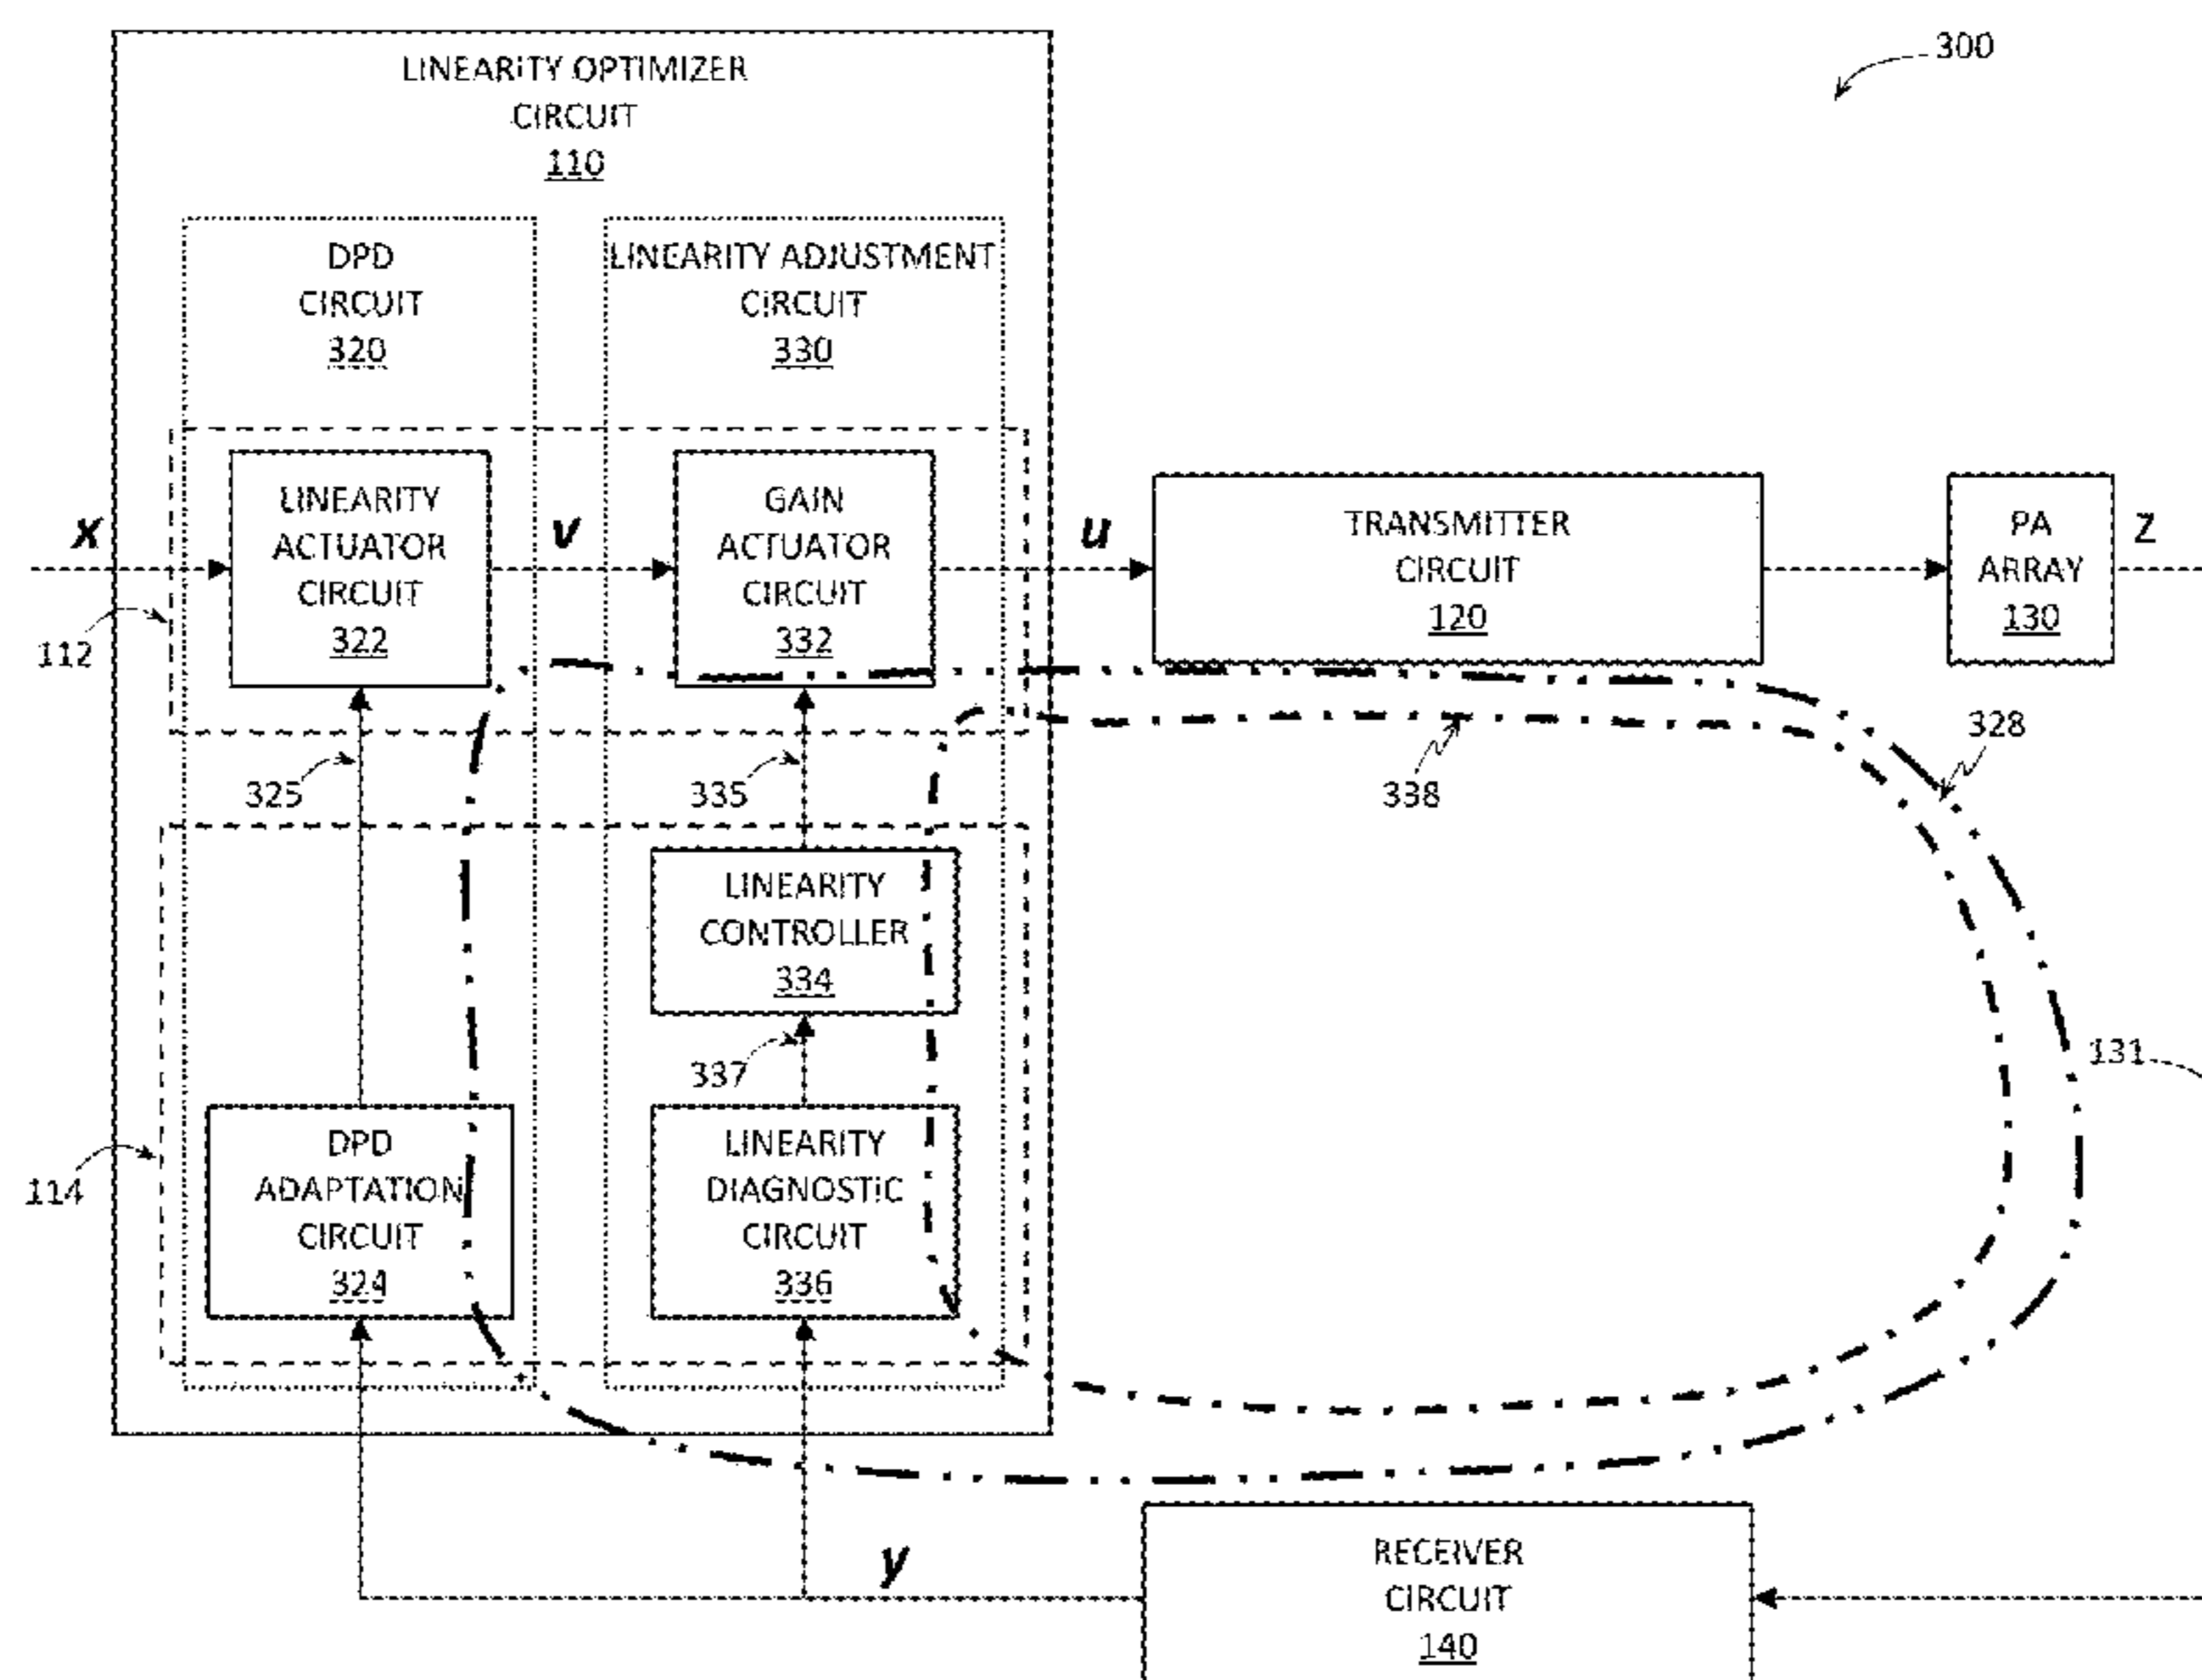 300
LINEARITY OPTIMIZER
CIRCUIT
110
DPD
CIRCUIT
320
LINEARITY ADJUSTMENT
CIRCUIT
330
x
LINEARITY
ACTUATOR
CIRCUIT
322
v
GAIN
ACTUATOR
CIRCUIT
332
u
TRANSMITTER
CIRCUIT
120
PA
ARRAY
130
Z
112
325
335
338
328
LINEARITY
CONTROLLER
334
337
131
114
DPD
ADAPTATION
CIRCUIT
324
LINEARITY
DIAGNOSTIC
CIRCUIT
336
y
RECEIVER
CIRCUIT
140